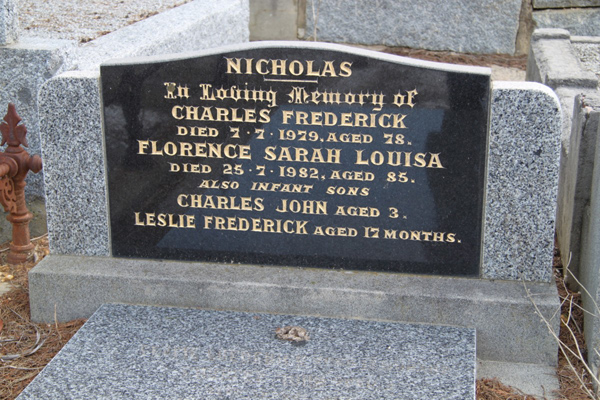 NICHOLAS
In Loving Memory of
CHARLES FREDERICK
DIED 7·7·1979, AGED 78.
FLORENCE SARAH LOUISA
DIED 25·7·1982, AGED 85.
ALSO INFANT SONS
CHARLES JOHN AGED 3.
LESLIE FREDERICK AGED 17 MONTHS.